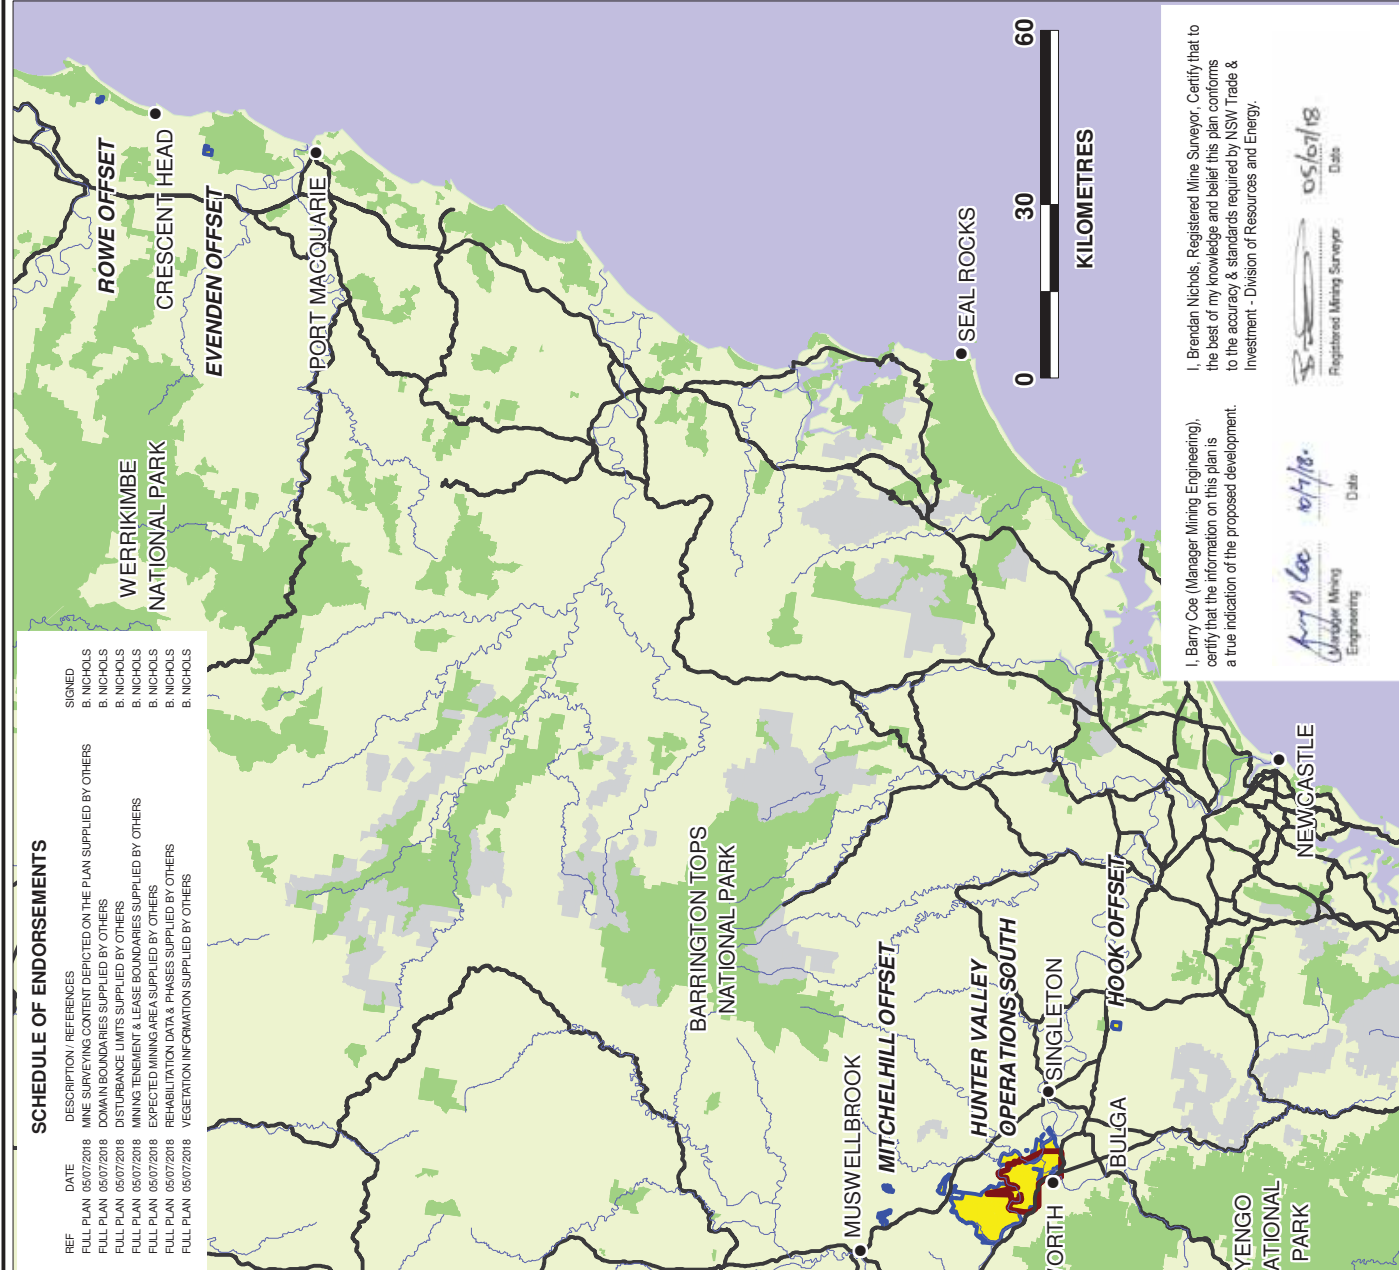 SCHEDULE OF ENDORSEMENTS
REF DATE DESCRIPTION / REFERENCES SIGNED
FULL PLAN 05/07/2018 MINE SURVEYING CONTENT DEPICTED ON THE PLAN SUPPLIED BY OTHERS B. NICHOLS
FULL PLAN 05/07/2018 DOMAIN BOUNDARIES SUPPLIED BY OTHERS B. NICHOLS
FULL PLAN 05/07/2018 DISTURBANCE LIMITS SUPPLIED BY OTHERS B. NICHOLS
FULL PLAN 05/07/2018 MINING TENEMENT & LEASE BOUNDARIES SUPPLIED BY OTHERS B. NICHOLS
FULL PLAN 05/07/2018 EXPECTED MINING AREA SUPPLIED BY OTHERS B. NICHOLS
FULL PLAN 05/07/2018 REHABILITATION DATA & PHASES SUPPLIED BY OTHERS B. NICHOLS
FULL PLAN 05/07/2018 VEGETATION INFORMATION SUPPLIED BY OTHERS B. NICHOLS
ROWE OFFSET
CRESCENT HEAD
EVENDEN OFFSET
PORT MACQUARIE
WERRIKIMBE
NATIONAL PARK
SEAL ROCKS
0 30 60
KILOMETRES
BARRINGTON TOPS
NATIONAL PARK
MUSWELLBROOK
MITCHELHILL OFFSET
HUNTER VALLEY
OPERATIONS SOUTH
SINGLETON
HOOK OFFSET
BULGA
NEWCASTLE
WORTH
YENGO
ATIONAL
PARK
I, Barry Coe (Manager Mining Engineering),
certify that the information on this plan is
a true indication of the proposed development.
10/7/18.
Manager Mining
Engineering
Date
I, Brendan Nichols, Registered Mine Surveyor, Certify that to
the best of my knowledge and belief this plan conforms
to the accuracy & standards required by NSW Trade &
Investment - Division of Resources and Energy.
05/07/18
Registered Mining Surveyor
Date